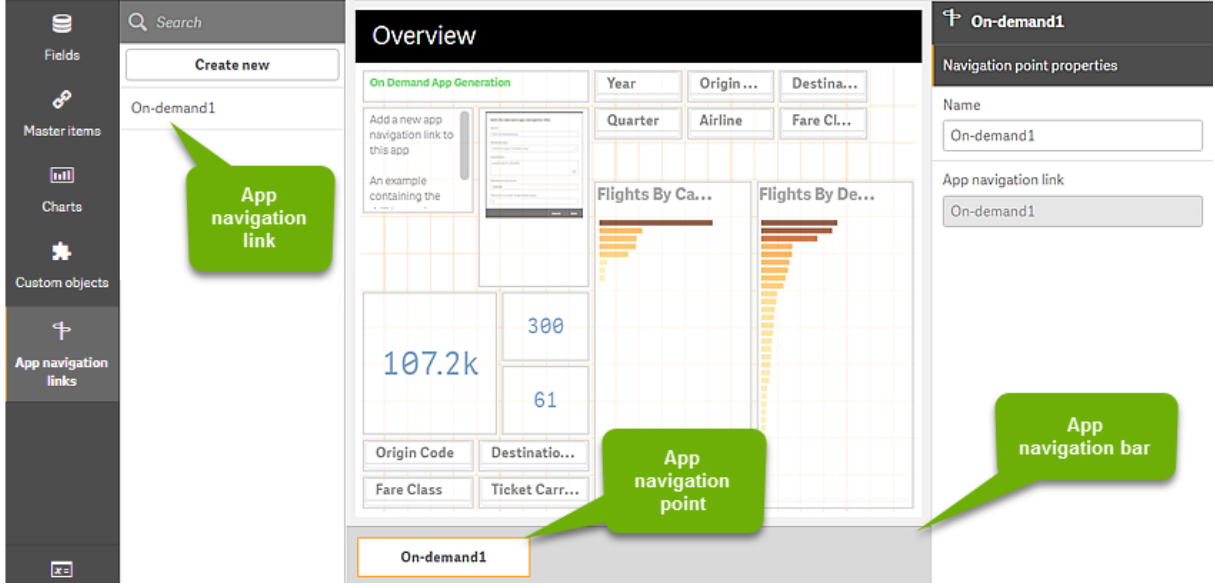 Fields
Master items
Charts
Custom objects
App navigation
links
Search
Create new
On-demand1
App
navigation
link
Overview
On Demand App Generation
Add a new app
navigation link to
this app
An example
containing the
Year
Origin ...
Destina...
Quarter
Airline
Fare Cl...
Flights By Ca...
Flights By De...
107.2k
300
61
Origin Code
Destinatio...
Fare Class
Ticket Carr...
App
navigation
point
On-demand1
App
navigation bar
On-demand1
Navigation point properties
Name
On-demand1
App navigation link
On-demand1